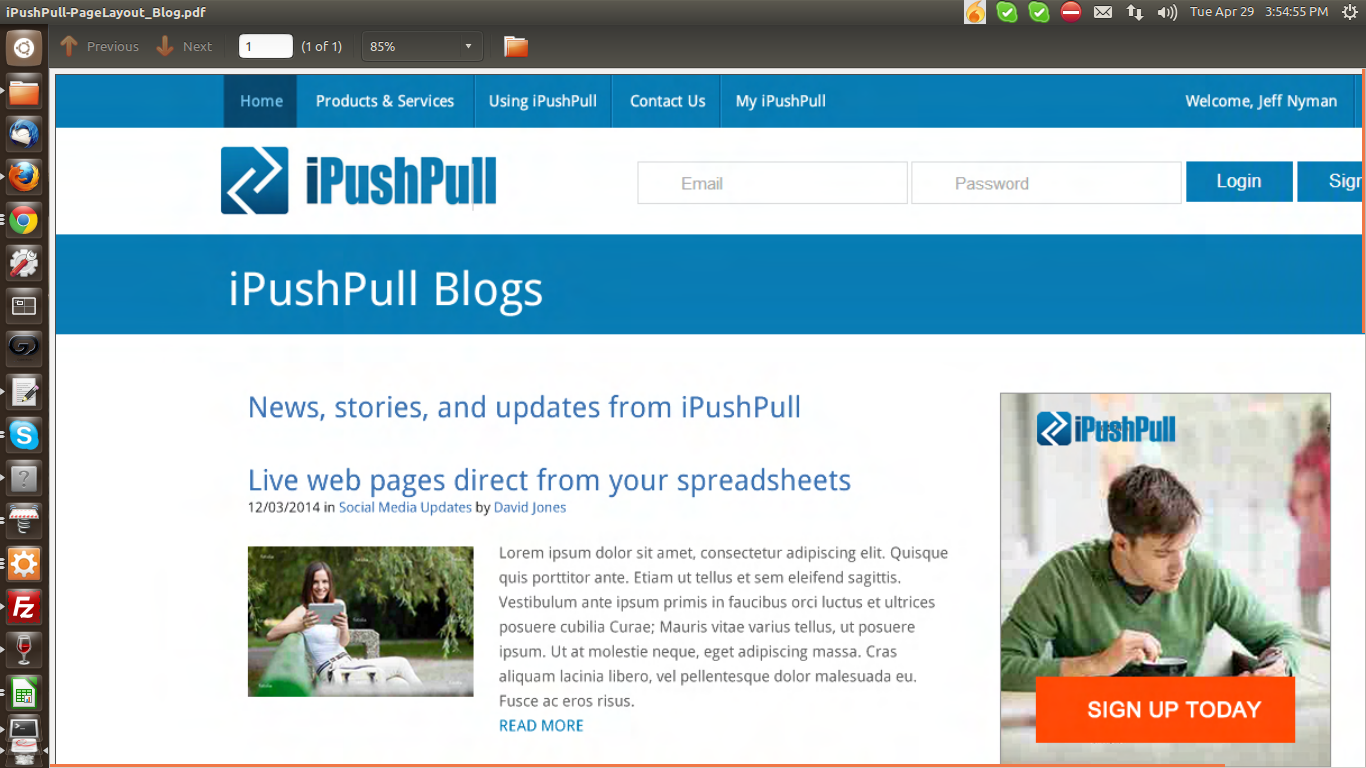 iPushPull-PageLayout_Blog.pdf
Tue Apr 29 3:54:55 PM
Previous Next 1 (1 of 1) 85%
Home Products & Services Using iPushPull Contact Us My iPushPull Welcome, Jeff Nyman
iPushPull
Email Password Login Sigr
iPushPull Blogs
News, stories, and updates from iPushPull
Live web pages direct from your spreadsheets
12/03/2014 in Social Media Updates by David Jones
Lorem ipsum dolor sit amet, consectetur adipiscing elit. Quisque
quis porttitor ante. Etiam ut tellus et sem eleifend sagittis.
Vestibulum ante ipsum primis in faucibus orci luctus et ultrices
posuere cubilia Curae; Mauris vitae varius tellus, ut posuere
ipsum. Ut at molestie neque, eget adipiscing massa. Cras
aliquam lacinia libero, vel pellentesque dolor malesuada eu.
Fusce ac eros risus.
READ MORE
iPushPull
SIGN UP TODAY